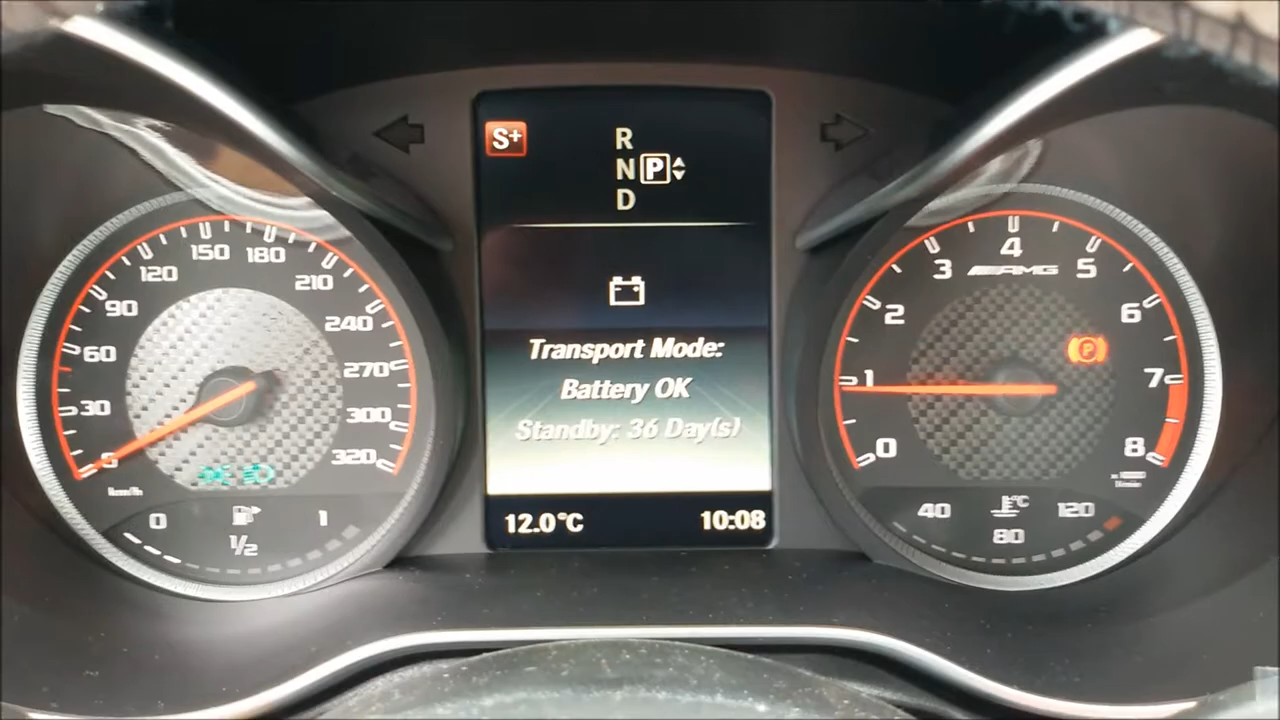 S+
R
N P
D
Transport Mode:
Battery OK
Standby: 36 Day(s)
12.0°C 10:08
0
30
60
90
120
150
180
210
240
270
300
320
km/h
0 1/2 1
0
1
2
3
4
5
6
7
8
AMG
P
40 80 120
°C